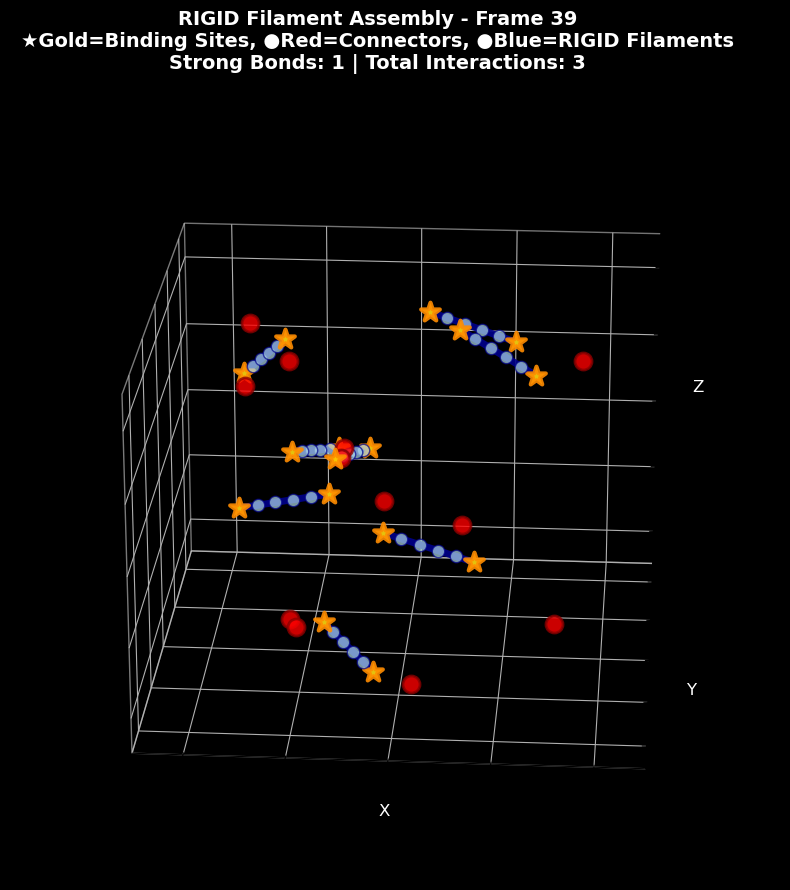 RIGID Filament Assembly - Frame 39
★Gold=Binding Sites, ●Red=Connectors, ●Blue=RIGID Filaments
Strong Bonds: 1 | Total Interactions: 3
Z
Y
X